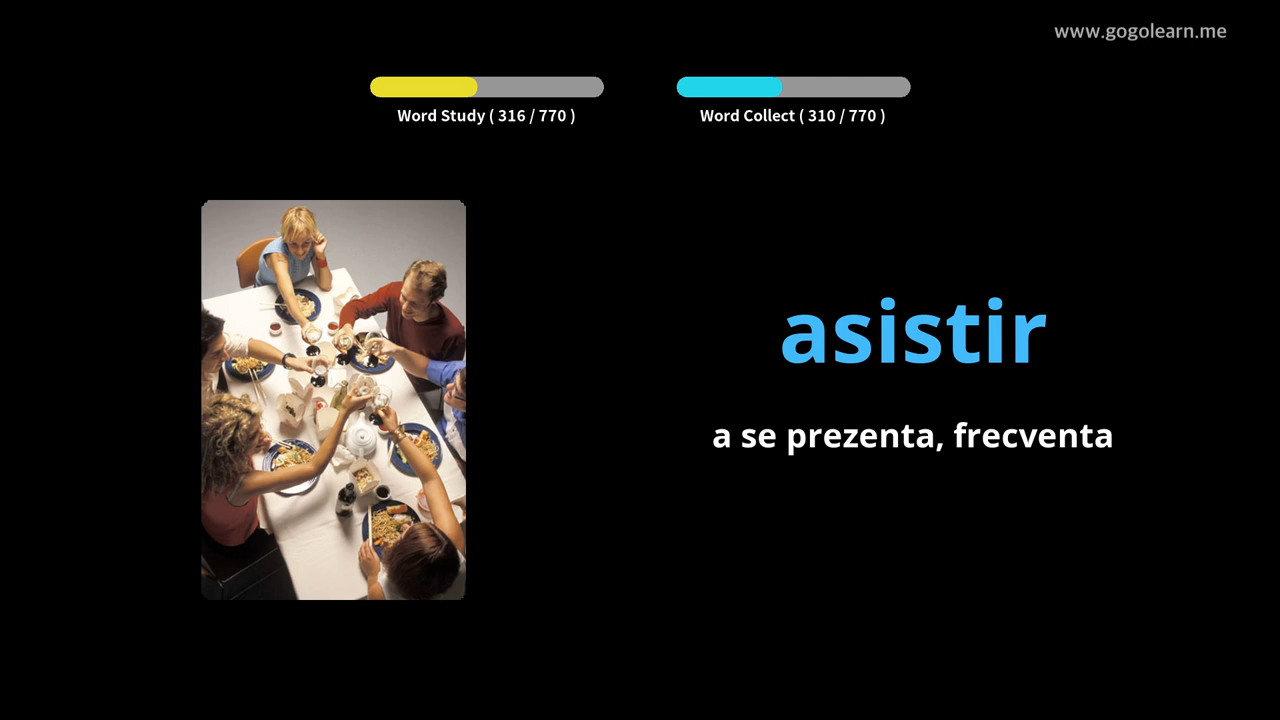 www.gogolearn.me
Word Study ( 316 / 770 )
Word Collect ( 310 / 770 )
asistir
a se prezenta, frecventa